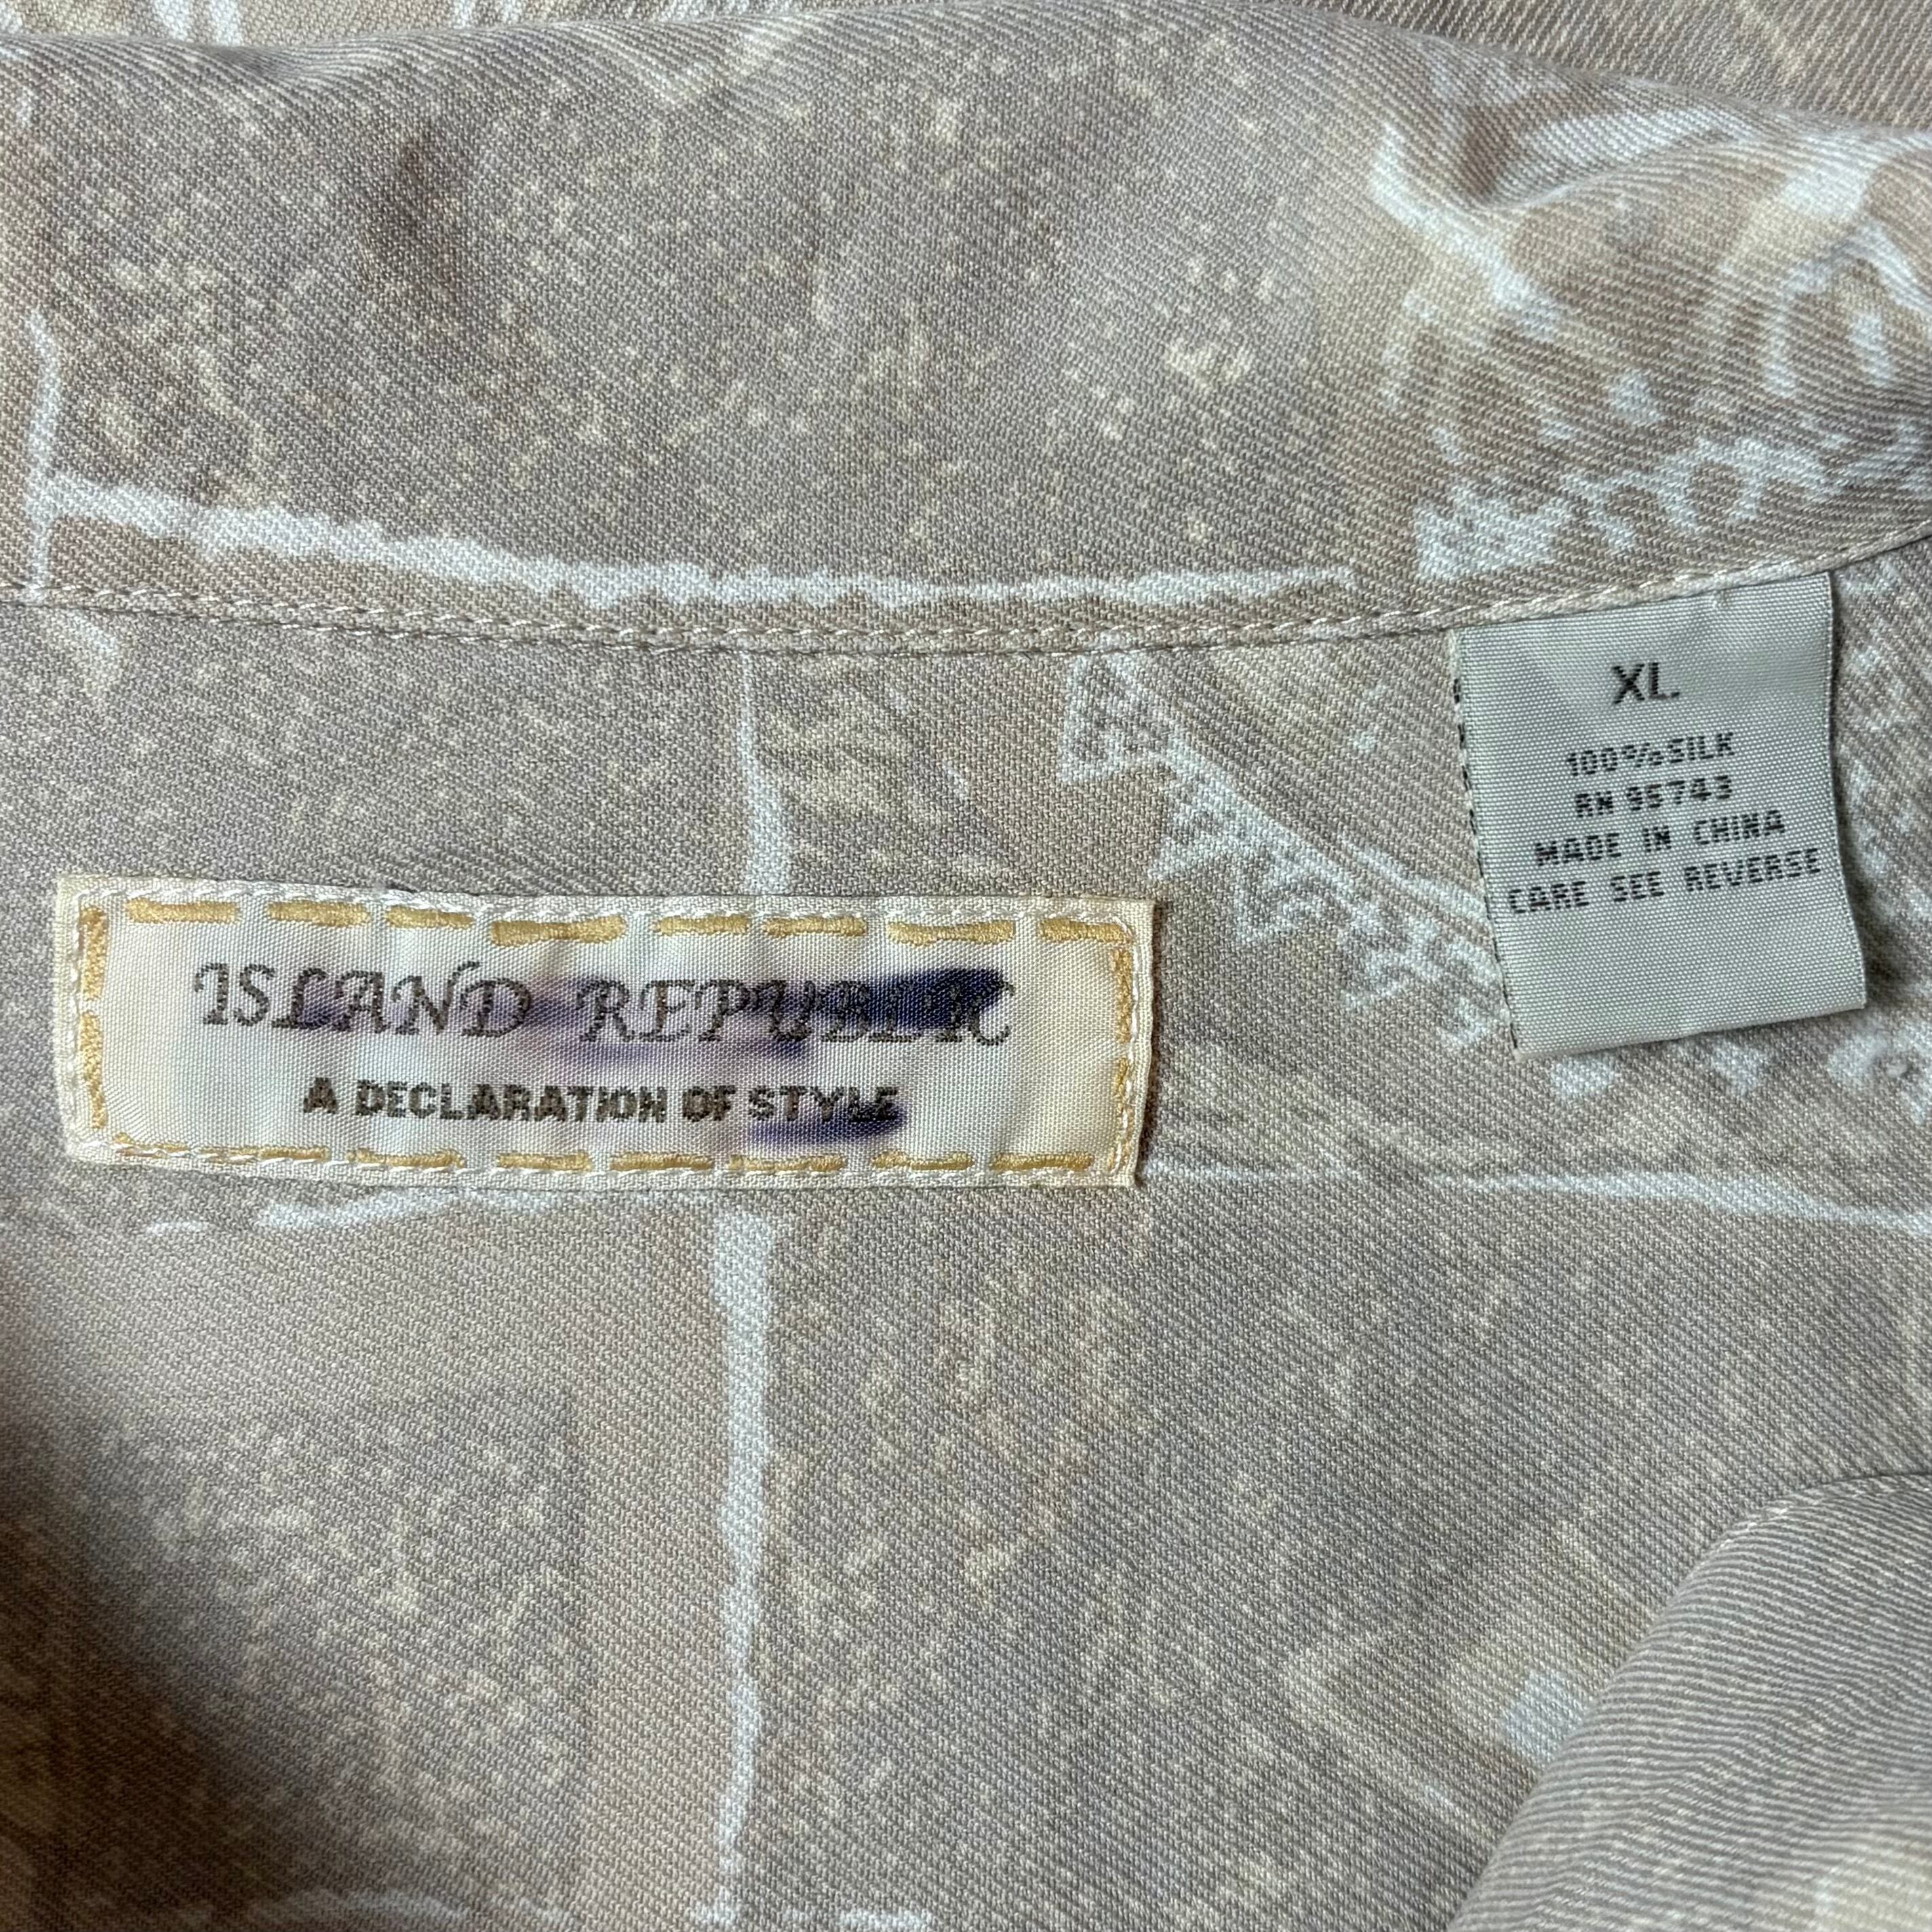 ISLAND REPUBLIC
A DECLARATION OF STYLE
XL
100%SILK
RN 95743
MADE IN CHINA
CARE SEE REVERSE